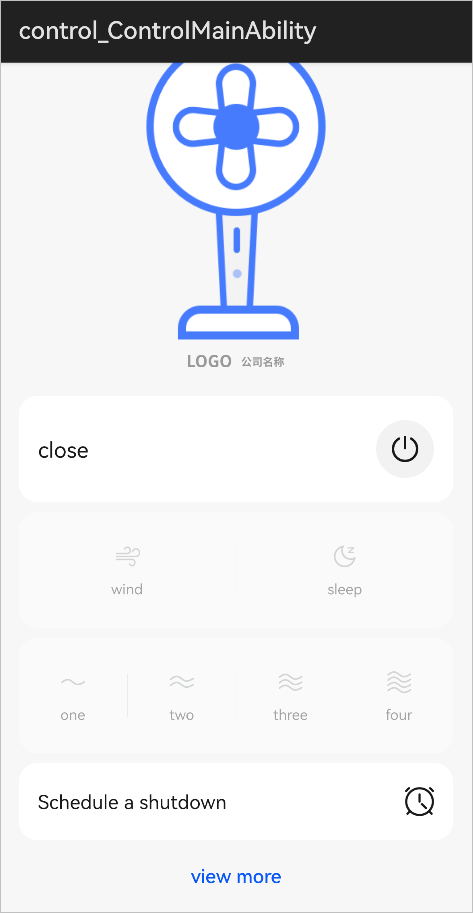 control_ControlMainAbility
LOGO 公司名称
close
wind sleep
one two three four
Schedule a shutdown
view more